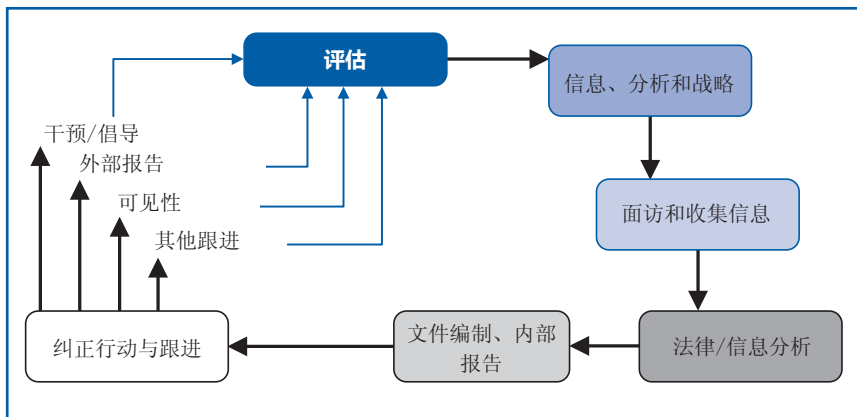 评估
信息、分析和战略
干预/倡导
外部报告
可见性
其他跟进
面访和收集信息
纠正行动与跟进
文件编制、内部
报告
法律/信息分析